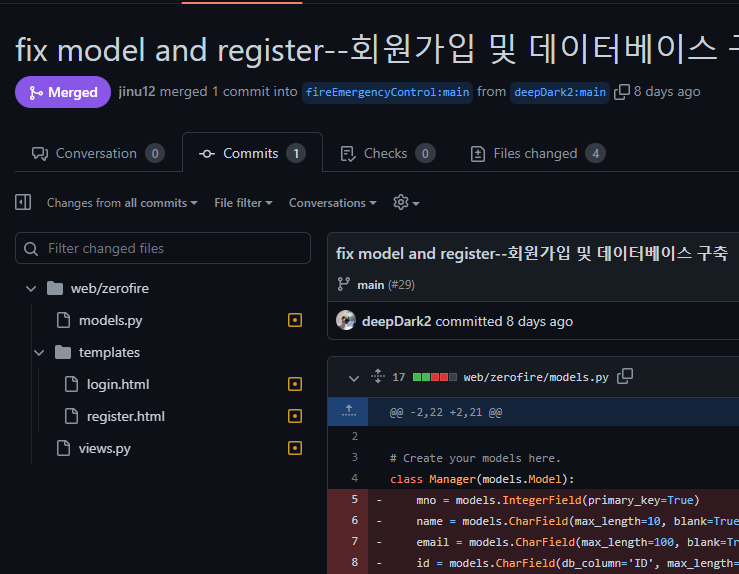 fix model and register--회원가입 및 데이터베이스
Merged jinu12 merged 1 commit into fireEmergencyControl:main from deepDark2:main 8 days ago
Conversation 0 Commits 1 Checks 0 Files changed 4
Changes from all commits File filter Conversations
Filter changed files
web/zerofire
models.py
templates
login.html
register.html
views.py
fix model and register--회원가입 및 데이터베이스 구축
main (#29)
deepDark2 committed 8 days ago
17 web/zerofire/models.py
@@ -2,22 +2,21 @@
2
3 # Create your models here.
4 class Manager(models.Model):
5 - mno = models.IntegerField(primary_key=True)
6 - name = models.CharField(max_length=10, blank=True
7 - email = models.CharField(max_length=100, blank=Tr
8 - id = models.CharField(db_column='ID', max_length=